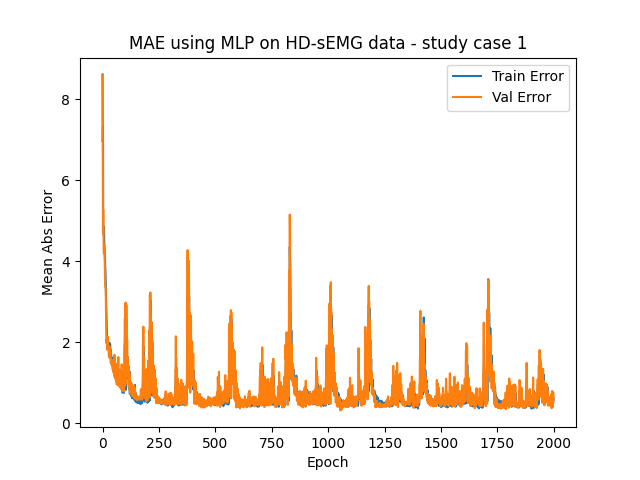 MAE using MLP on HD-sEMG data - study case 1
Train Error
Val Error
Mean Abs Error
8
6
4
2
0
0 250 500 750 1000 1250 1500 1750 2000
Epoch